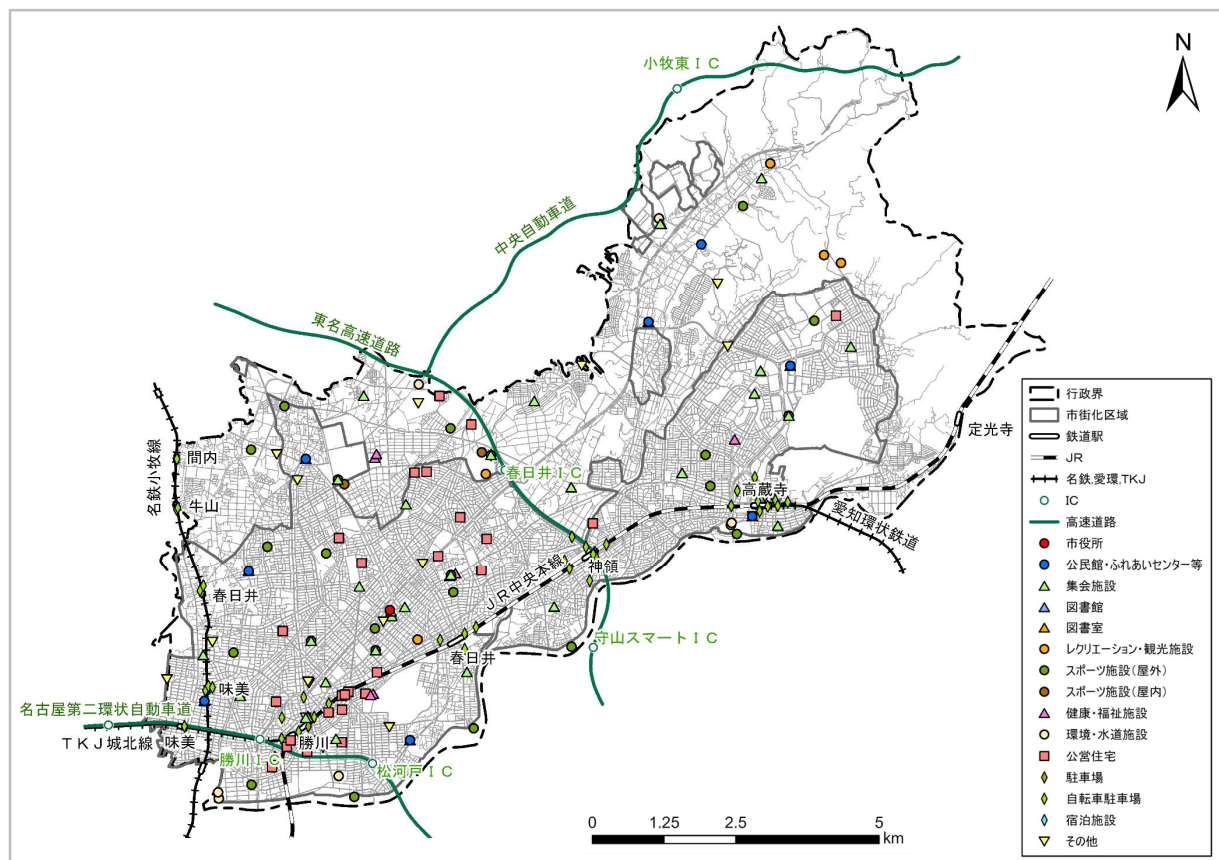 N
小牧東ＩＣ
中央自動車道
東名高速道路
名鉄小牧線
間内
牛山
春日井ＩＣ
高蔵寺
定光寺
愛知環状鉄道
ＪＲ中央本線
神領
春日井
守山スマートＩＣ
春日井
味美
名古屋第二環状自動車道
ＴＫＪ城北線
味美
勝川
勝川ＩＣ
松河戸ＩＣ
0 1.25 2.5 5
km
行政界
市街化区域
鉄道駅
JR
名鉄,愛環,TKJ
IC
高速道路
市役所
公民館・ふれあいセンター等
集会施設
図書館
図書室
レクリエーション・観光施設
スポーツ施設(屋外)
スポーツ施設(屋内)
健康・福祉施設
環境・水道施設
公営住宅
駐車場
自転車駐車場
宿泊施設
その他